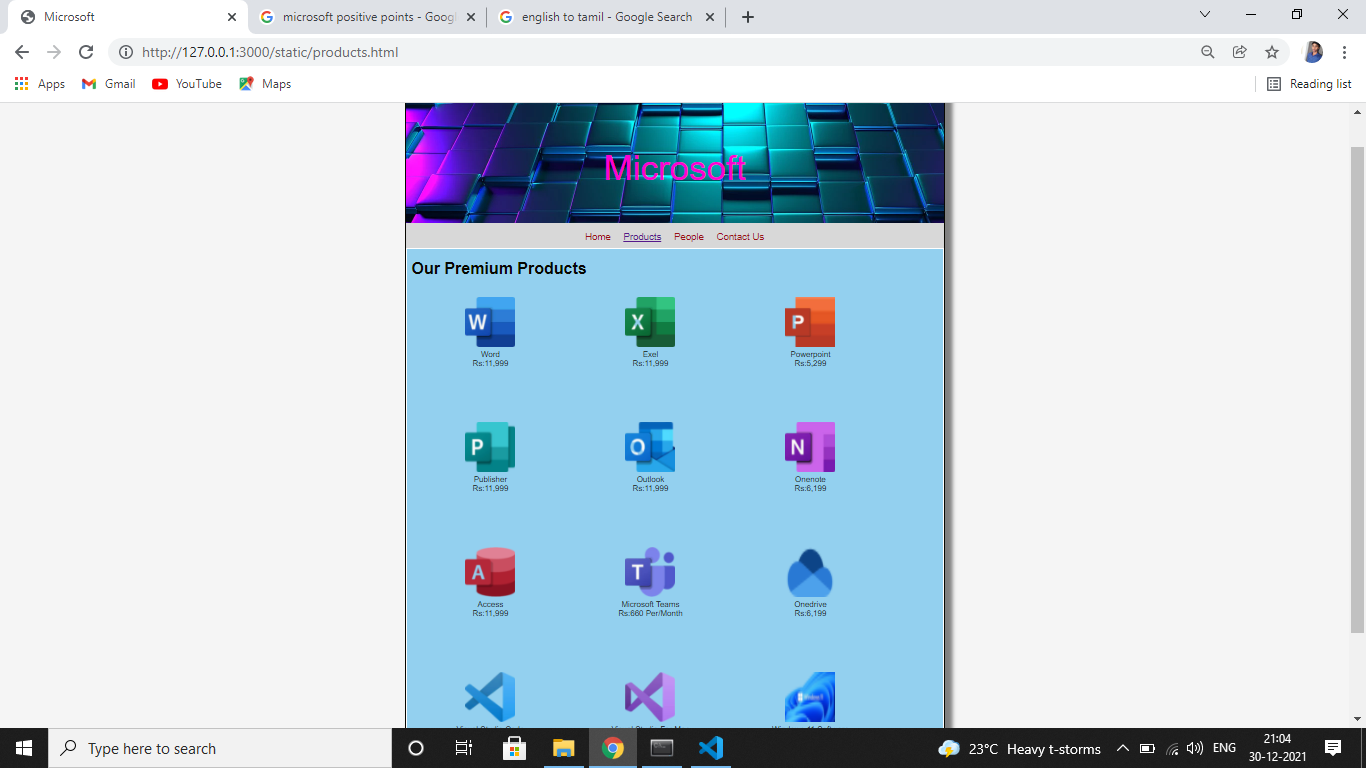 Microsoft
microsoft positive points - Goog
english to tamil - Google Search
http://127.0.0.1:3000/static/products.html
Apps
Gmail
YouTube
Maps
Reading list
Microsoft
Home
Products
People
Contact Us
Our Premium Products
W
X
P
Word
Exel
Powerpoint
Rs:11,999
Rs:11,999
Rs:5,299
P
O
N
Publisher
Outlook
Onenote
Rs:11,999
Rs:11,999
Rs:6,199
A
T
Access
Microsoft Teams
Onedrive
Rs:11,999
Rs:660 Per/Month
Rs:6,199
Type here to search
23°C Heavy t-storms
ENG
21:04
30-12-2021